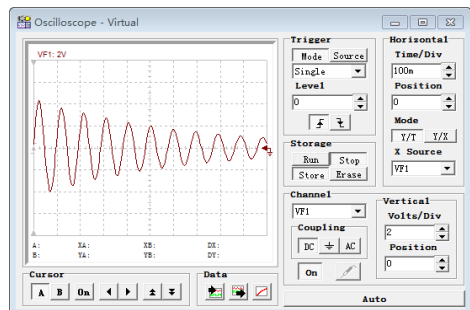 Oscilloscope - Virtual
VF1: 2V
A: XA: XB: DX:
B: YA: YB: DY:
Cursor
A B On
Data
Trigger
Mode Source
Single
Level
0
Storage
Run Stop
Store Erase
Channel
VF1
Coupling
DC AC
On
Horizontal
Time/Div
100m
Position
0
Mode
Y/T Y/X
X Source
VF1
Vertical
Volts/Div
2
Position
0
Auto